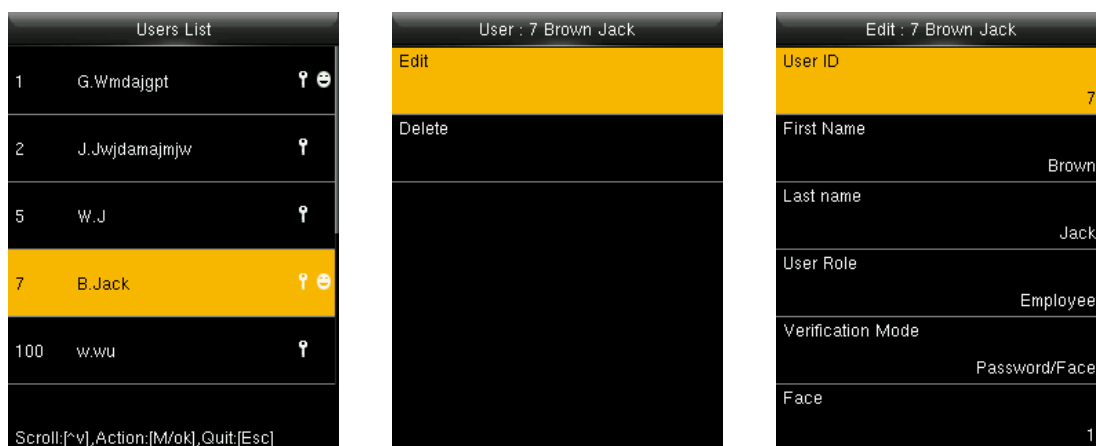 Users List
1 G.Wmdajgpt
2 J.Jwjdamajmjw
5 W.J
7 B.Jack
100 w.wu
Scroll:[^v],Action:[M/ok],Quit:[Esc]
User : 7 Brown Jack
Edit
Delete
Edit : 7 Brown Jack
User ID
7
First Name
Brown
Last name
Jack
User Role
Employee
Verification Mode
Password/Face
Face
1